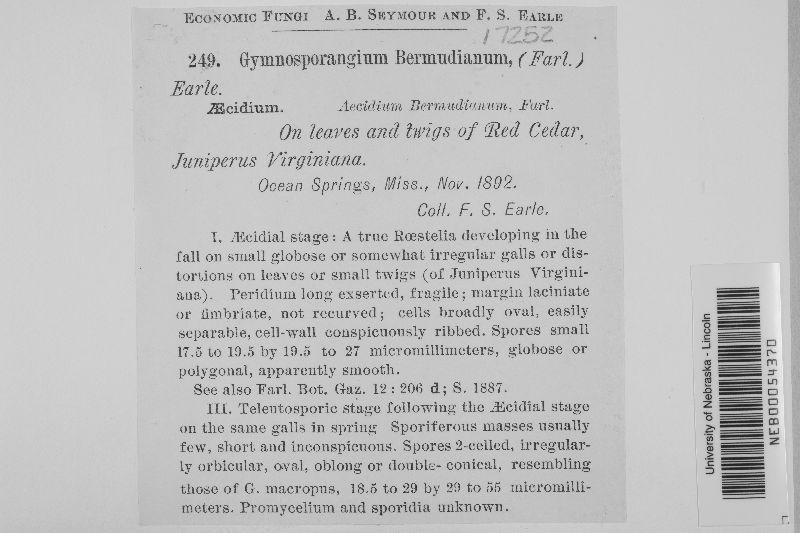 Economic Fungi A. B. Seymour and F. S. Earle
17252
249. Gymnosporangium Bermudianum, (Farl.)
Earle.
Æcidium. Aecidium Bermudianum, Farl.
On leaves and twigs of Red Cedar,
Juniperus Virginiana.
Ocean Springs, Miss., Nov. 1892.
Coll. F. S. Earle.
I. Æcidial stage: A true Rœstelia developing in the
fall on small globose or somewhat irregular galls or dis-
tortions on leaves or small twigs (of Juniperus Virgini-
ana). Peridium long exserted, fragile; margin laciniate
or fimbriate, not recurved; cells broadly oval, easily
separable, cell-wall conspicuously ribbed. Spores small
17.5 to 19.5 by 19.5 to 27 micromillimeters, globose or
polygonal, apparently smooth.
See also Farl. Bot. Gaz. 12: 206 d; S. 1887.
III. Teleutosporic stage following the Æcidial stage
on the same galls in spring Sporiferous masses usually
few, short and inconspicuous. Spores 2-celled, irregular-
ly orbicular, oval, oblong or double- conical, resembling
those of G. macropus, 18.5 to 29 by 29 to 55 micromilli-
meters. Promycelium and sporidia unknown.
University of Nebraska - Lincoln
NEB00054370